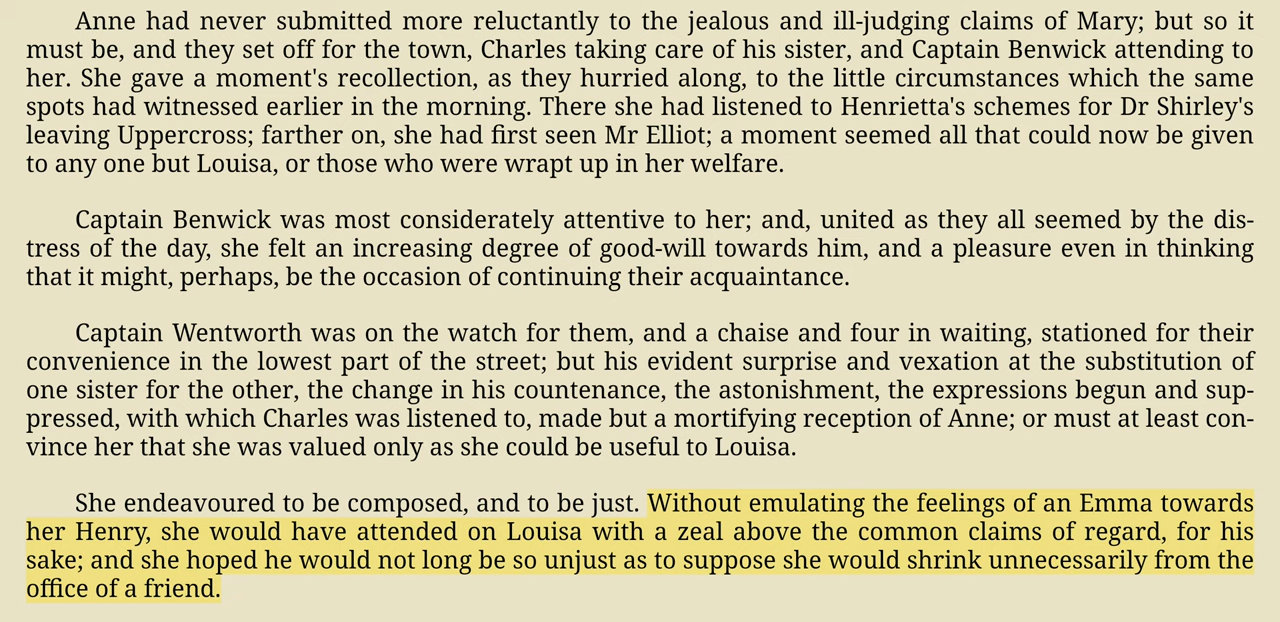 Anne had never submitted more reluctantly to the jealous and ill-judging claims of Mary; but so it
must be, and they set off for the town, Charles taking care of his sister, and Captain Benwick attending to
her. She gave a moment's recollection, as they hurried along, to the little circumstances which the same
spots had witnessed earlier in the morning. There she had listened to Henrietta's schemes for Dr Shirley's
leaving Uppercross; farther on, she had first seen Mr Elliot; a moment seemed all that could now be given
to any one but Louisa, or those who were wrapt up in her welfare.
Captain Benwick was most considerately attentive to her; and, united as they all seemed by the dis-
tress of the day, she felt an increasing degree of good-will towards him, and a pleasure even in thinking
that it might, perhaps, be the occasion of continuing their acquaintance.
Captain Wentworth was on the watch for them, and a chaise and four in waiting, stationed for their
convenience in the lowest part of the street; but his evident surprise and vexation at the substitution of
one sister for the other, the change in his countenance, the astonishment, the expressions begun and sup-
pressed, with which Charles was listened to, made but a mortifying reception of Anne; or must at least con-
vince her that she was valued only as she could be useful to Louisa.
She endeavoured to be composed, and to be just. Without emulating the feelings of an Emma towards
her Henry, she would have attended on Louisa with a zeal above the common claims of regard, for his
sake; and she hoped he would not long be so unjust as to suppose she would shrink unnecessarily from the
office of a friend.